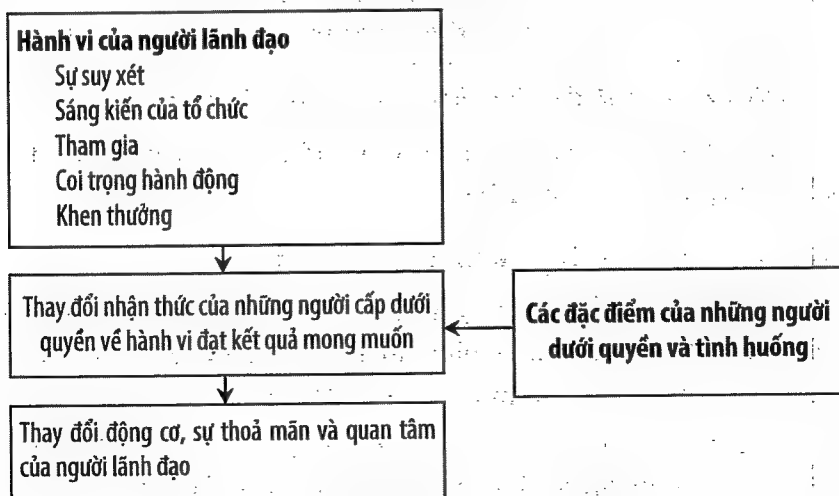 Hành vi của người lãnh đạo
Sự suy xét
Sáng kiến của tổ chức
Tham gia
Coi trọng hành động
Khen thưởng
Thay đổi nhận thức của những người cấp dưới
quyền về hành vi đạt kết quả mong muốn
Các đặc điểm của những người
dưới quyền và tình huống
Thay đổi động cơ, sự thoả mãn và quan tâm
của người lãnh đạo